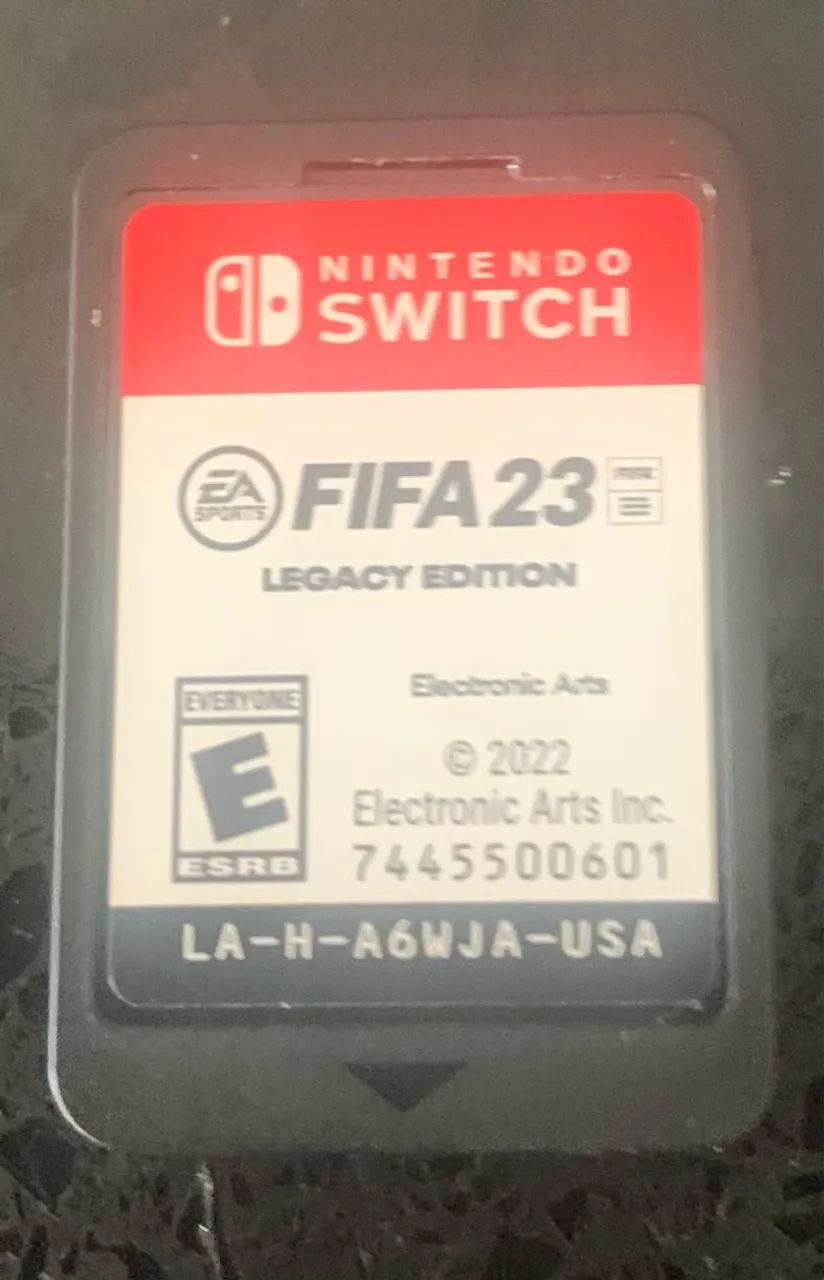 NINTENDO
SWITCH
EA
SPORTS
FIFA 23
LEGACY EDITION
Electronic Arts
EVERYONE
E
ESRB
© 2022
Electronic Arts Inc.
7445500601
LA-H-A6WJA-USA